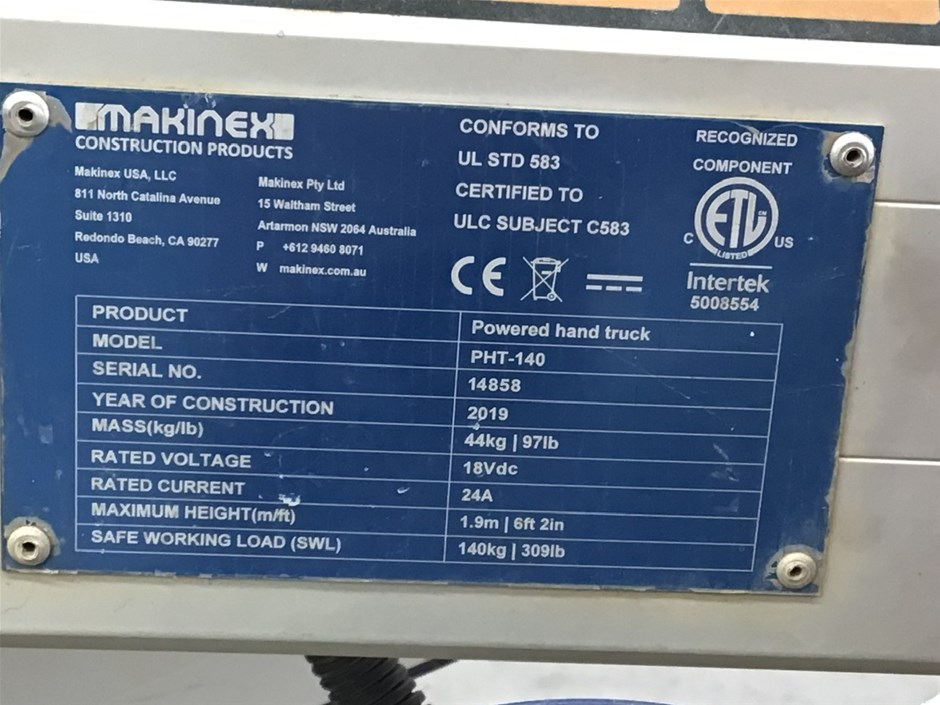 MAKINEX
CONSTRUCTION PRODUCTS
Makinex USA, LLC
811 North Catalina Avenue
Suite 1310
Redondo Beach, CA 90277
USA
Makinex Pty Ltd
15 Waltham Street
Artarmon NSW 2064 Australia
P +612 9460 8071
W makinex.com.au
CONFORMS TO
UL STD 583
CERTIFIED TO
ULC SUBJECT C583
CE
RECOGNIZED
COMPONENT
ETL CM
LISTED
C US
Intertek
5008554
PRODUCT Powered hand truck
MODEL PHT-140
SERIAL NO. 14858
YEAR OF CONSTRUCTION 2019
MASS(kg/lb) 44kg | 97lb
RATED VOLTAGE 18Vdc
RATED CURRENT 24A
MAXIMUM HEIGHT(m/ft) 1.9m | 6ft 2in
SAFE WORKING LOAD (SWL) 140kg | 309lb